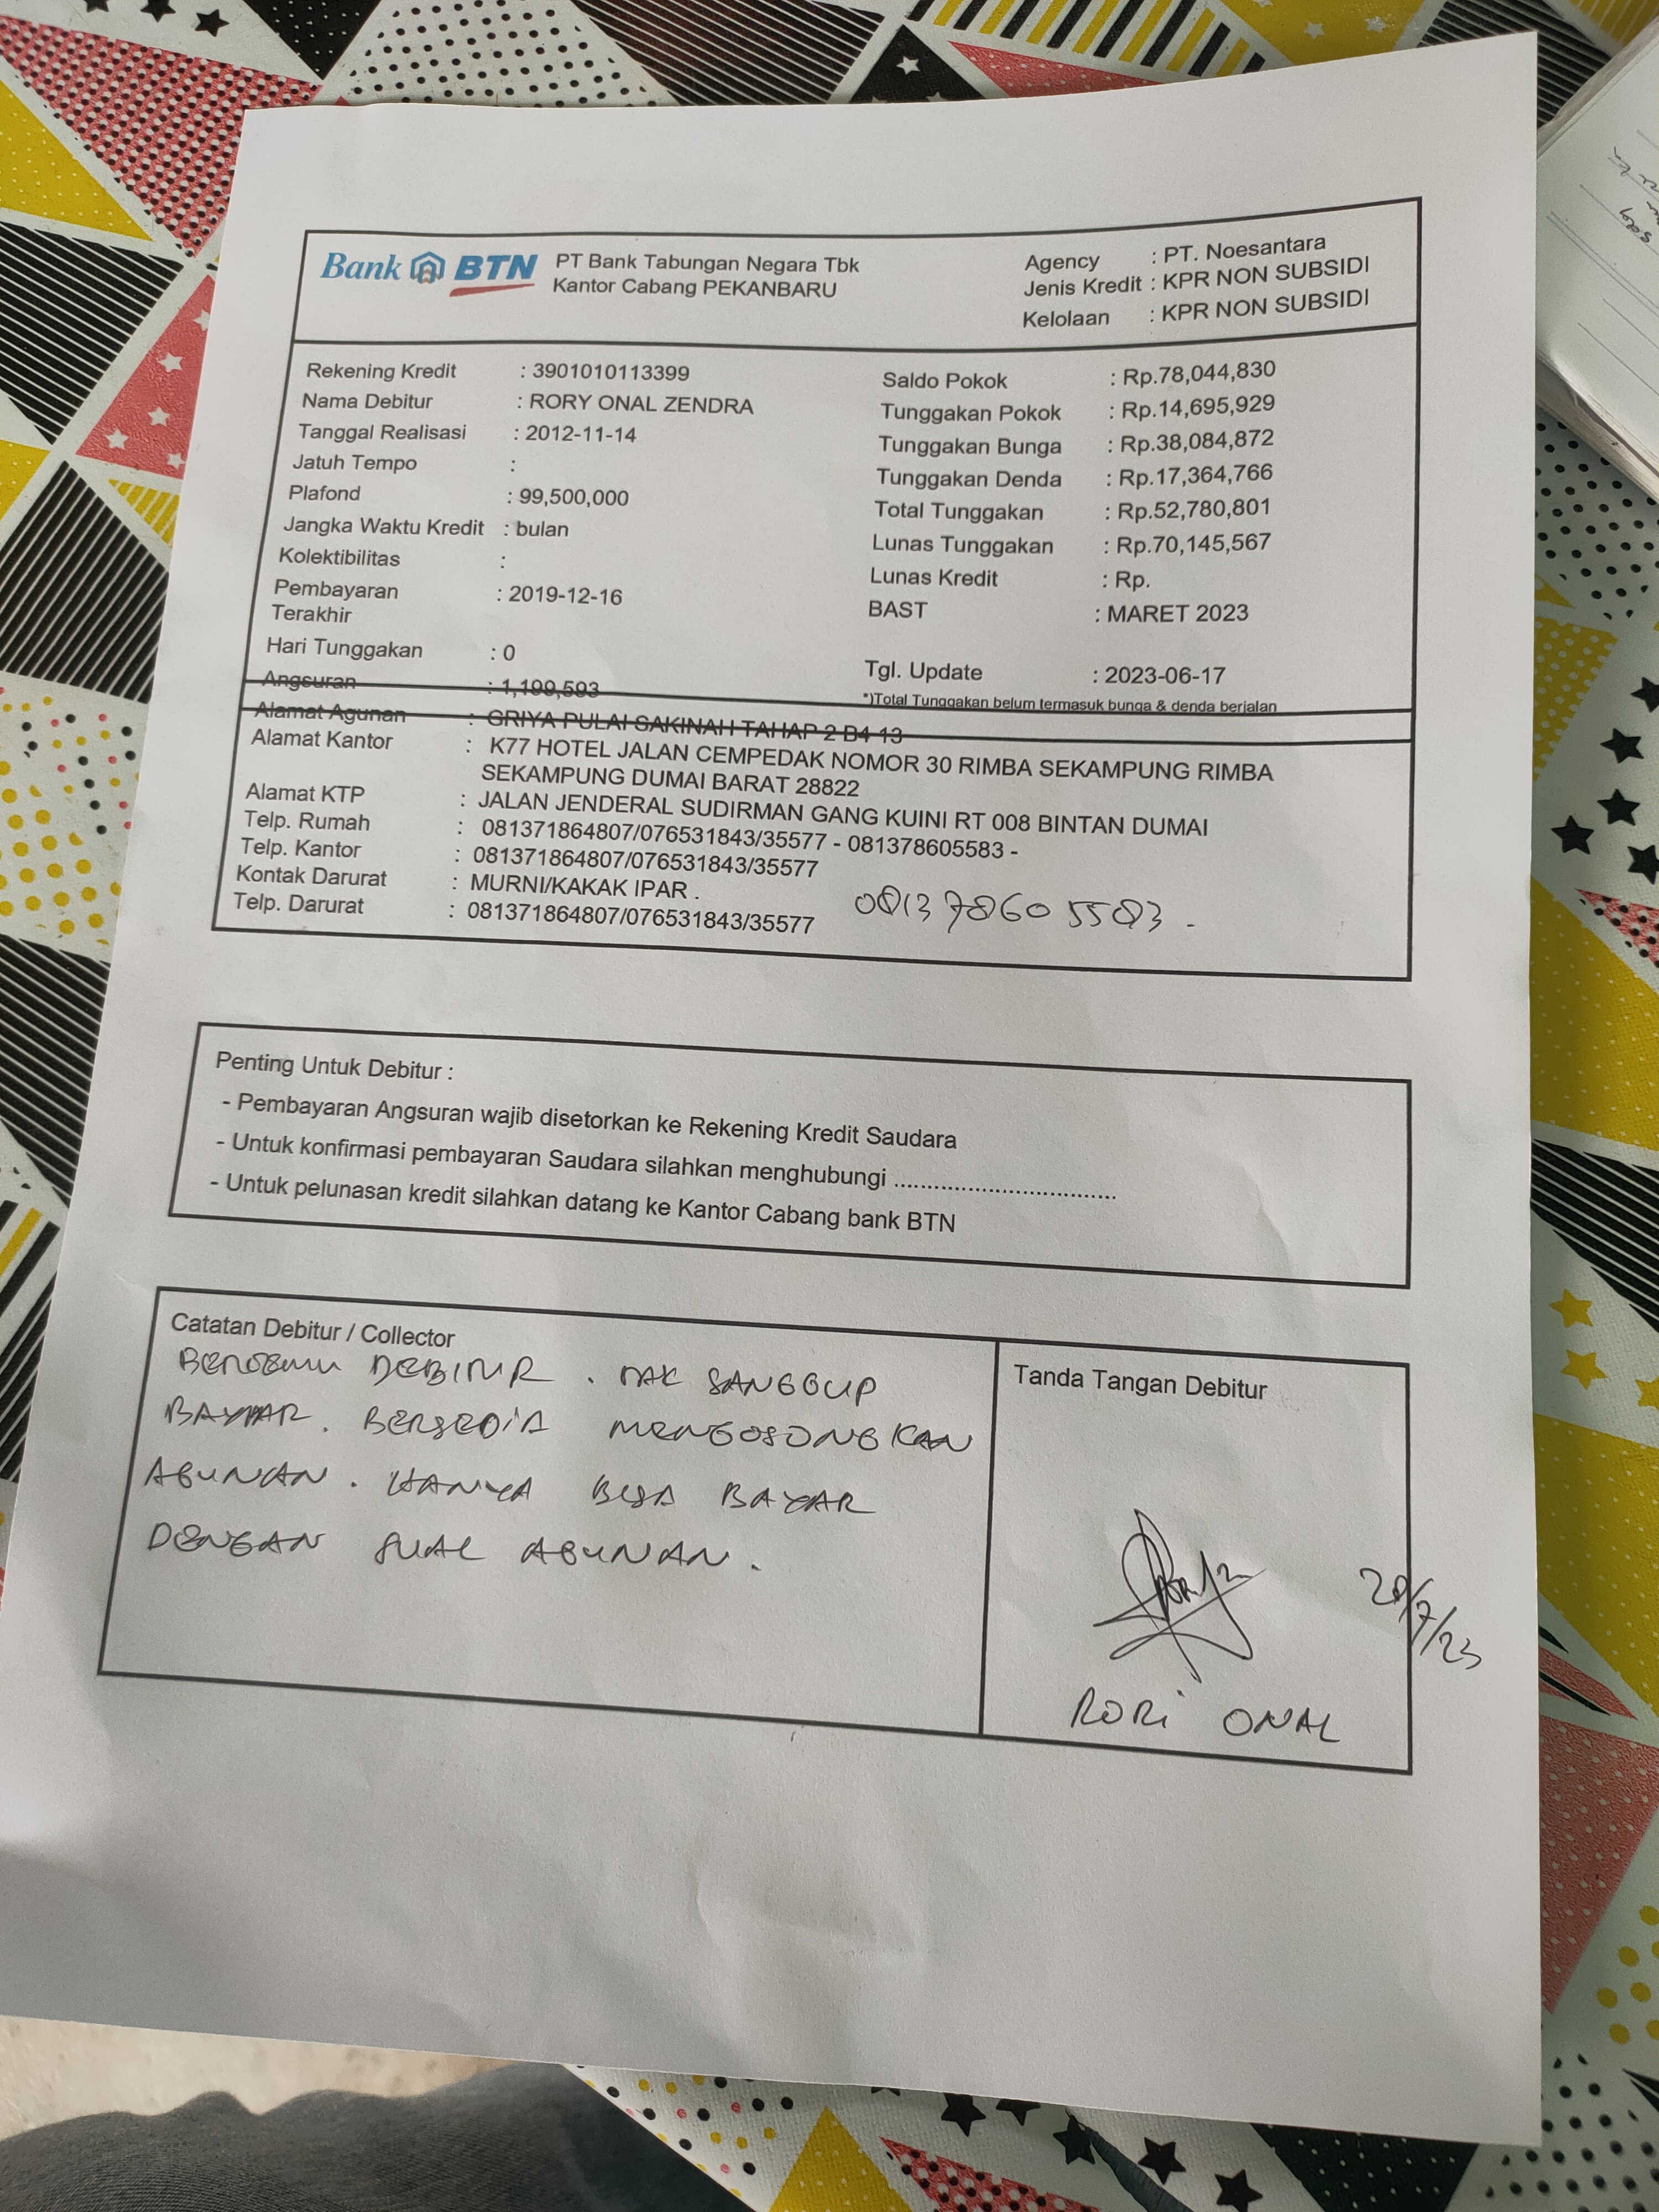 Bank BTN PT Bank Tabungan Negara Tbk
Kantor Cabang PEKANBARU
Agency : PT. Noesantara
Jenis Kredit : KPR NON SUBSIDI
Kelolaan : KPR NON SUBSIDI
Rekening Kredit : 3901010113399
Nama Debitur : RORY ONAL ZENDRA
Tanggal Realisasi : 2012-11-14
Jatuh Tempo :
Plafond : 99,500,000
Jangka Waktu Kredit : bulan
Kolektibilitas :
Pembayaran : 2019-12-16
Terakhir
Hari Tunggakan : 0
Angsuran : 1,199,593
Saldo Pokok : Rp.78,044,830
Tunggakan Pokok : Rp.14,695,929
Tunggakan Bunga : Rp.38,084,872
Tunggakan Denda : Rp.17,364,766
Total Tunggakan : Rp.52,780,801
Lunas Tunggakan : Rp.70,145,567
Lunas Kredit : Rp.
BAST : MARET 2023
Tgl. Update : 2023-06-17
*)Total Tunggakan belum termasuk bunga & denda berjalan
Alamat Agunan : GRIYA PULAI SAKINAH TAHAP 2 B4 13
Alamat Kantor : K77 HOTEL JALAN CEMPEDAK NOMOR 30 RIMBA SEKAMPUNG RIMBA
SEKAMPUNG DUMAI BARAT 28822
Alamat KTP : JALAN JENDERAL SUDIRMAN GANG KUINI RT 008 BINTAN DUMAI
Telp. Rumah : 081371864807/076531843/35577 - 081378605583 -
Telp. Kantor : 081371864807/076531843/35577
Kontak Darurat : MURNI/KAKAK IPAR .
Telp. Darurat : 081371864807/076531843/35577 0813 7860 5583 -
Penting Untuk Debitur :
- Pembayaran Angsuran wajib disetorkan ke Rekening Kredit Saudara
- Untuk konfirmasi pembayaran Saudara silahkan menghubungi ..................................
- Untuk pelunasan kredit silahkan datang ke Kantor Cabang bank BTN
Catatan Debitur / Collector
BERTEMU DEBITUR . TAK SANGGUP
BAYAR . BERSEDIA MENGOSONGKAN
AGUNAN . HANYA BISA BAYAR
DENGAN JUAL AGUNAN .
Tanda Tangan Debitur
28/7/23
RORI ONAL